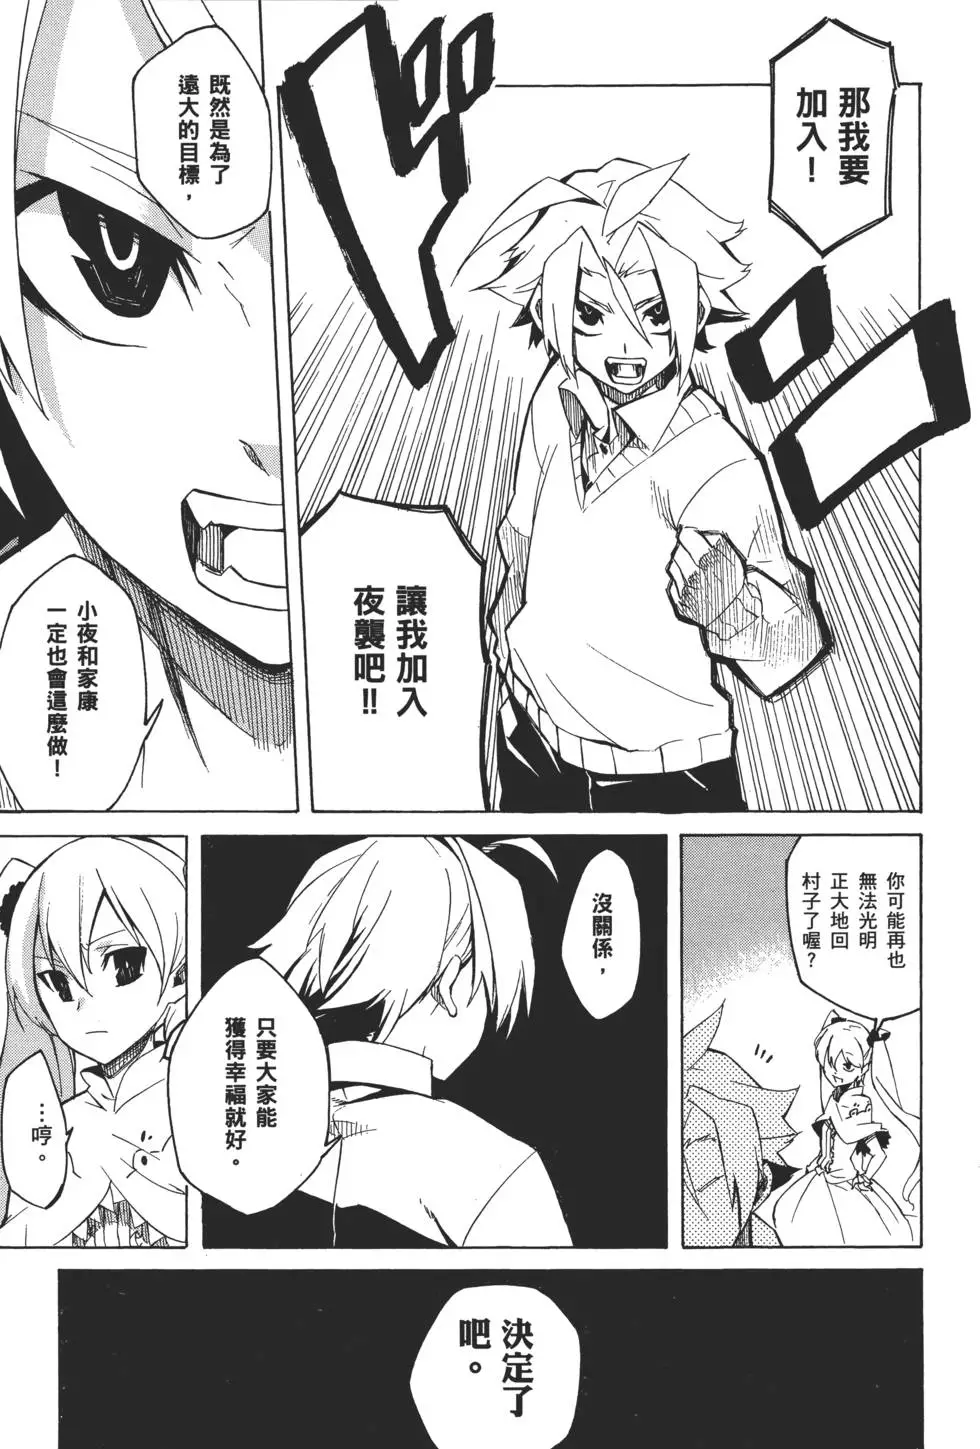 那我要
加入！
ドンッ
讓我加入
夜襲吧!!
既然是為了
遠大的目標，
小夜和家康
一定也會這麼做！
你可能再也
無法光明
正大地回
村子了喔？
沒關係，
只要大家能
獲得幸福就好。
…哼。
決定了
吧。